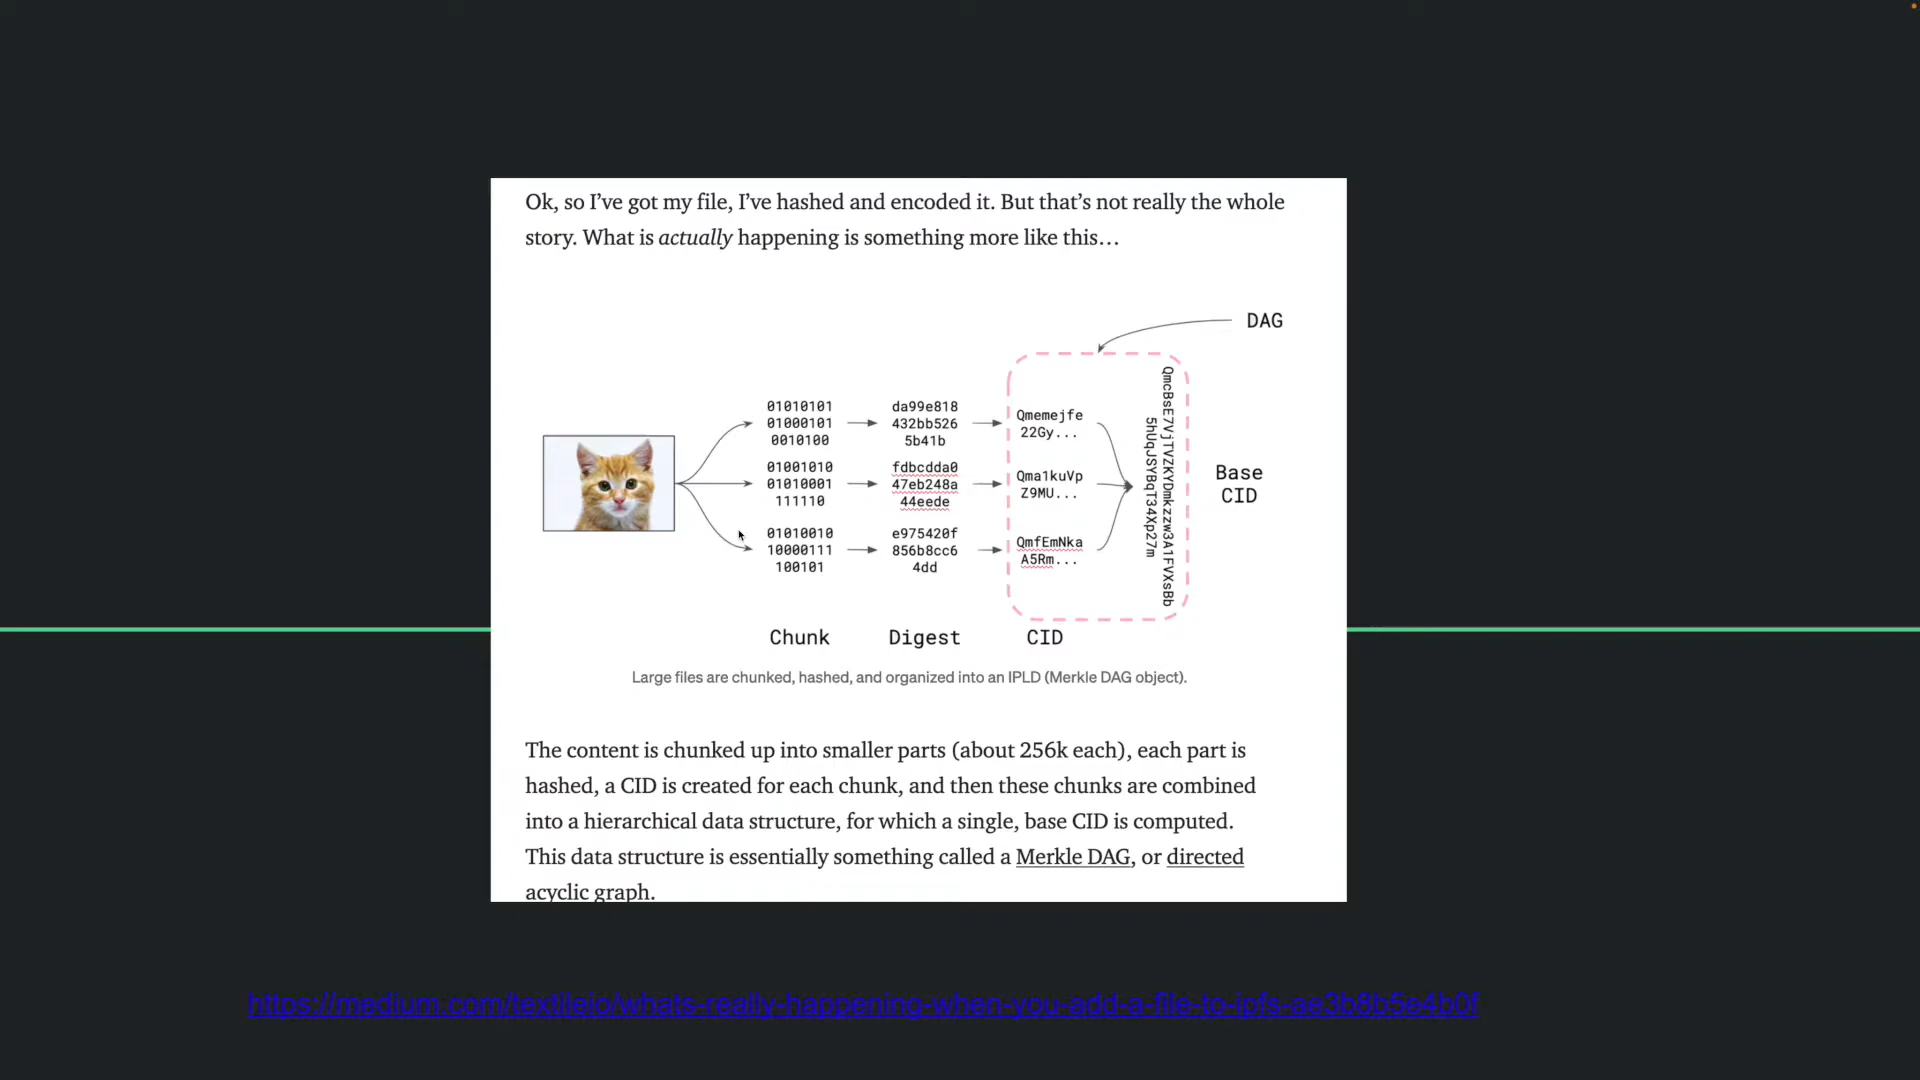 Ok, so I’ve got my file, I’ve hashed and encoded it. But that’s not really the whole
story. What is actually happening is something more like this…
DAG
01010101
01000101
0010100
da99e818
432bb526
5b41b
Qmemejfe
22Gy...
01001010
01010001
111110
fdbcdda0
47eb248a
44eede
Qma1kuVp
Z9MU...
01010010
10000111
100101
e975420f
856b8cc6
4dd
QmfEmNka
A5Rm...
QmcBsE7VjTVZKYDmkzzw3A1FVXsBb
5hUqJSYBqT34Xp27m
Base
CID
Chunk
Digest
CID
Large files are chunked, hashed, and organized into an IPLD (Merkle DAG object).
The content is chunked up into smaller parts (about 256k each), each part is
hashed, a CID is created for each chunk, and then these chunks are combined
into a hierarchical data structure, for which a single, base CID is computed.
This data structure is essentially something called a Merkle DAG, or directed
acyclic graph.
https://medium.com/textileio/whats-really-happening-when-you-add-a-file-to-ipfs-ae3b8b5e4b0f